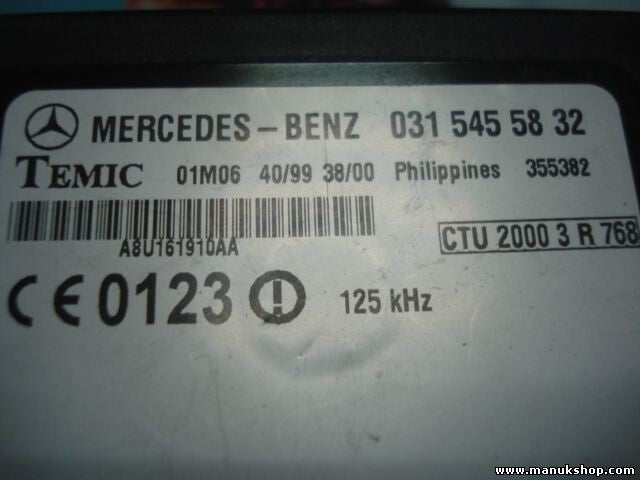 MERCEDES-BENZ 031 545 58 32
TEMIC 01M06 40/99 38/00 Philippines 355382
A8U161910AA
CTU 2000 3 R 768
CE 0123 125 kHz
www.manukshop.com